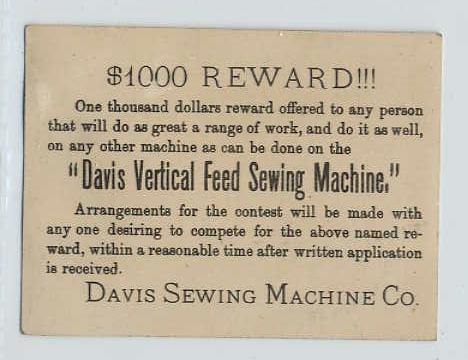 $1000 REWARD!!!
One thousand dollars reward offered to any person
that will do as great a range of work, and do it as well,
on any other machine as can be done on the
"Davis Vertical Feed Sewing Machine."
Arrangements for the contest will be made with
any one desiring to compete for the above named re-
ward, within a reasonable time after written application
is received.
DAVIS SEWING MACHINE CO.